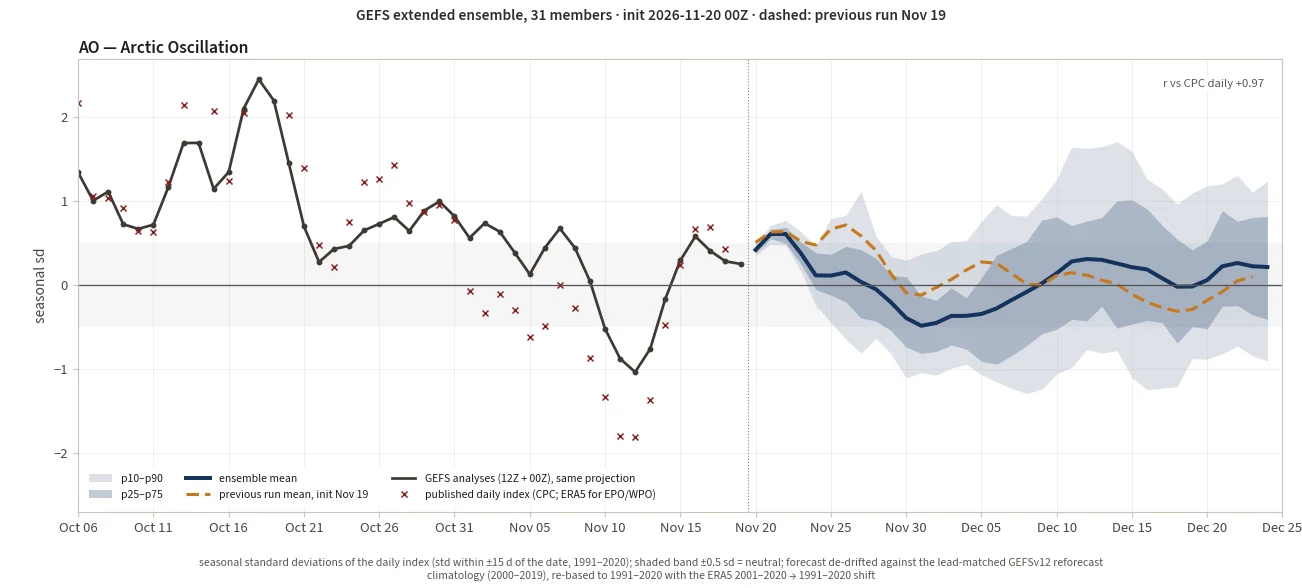 GEFS extended ensemble, 31 members · init 2026-11-20 00Z · dashed: previous run Nov 19
AO — Arctic Oscillation
r vs CPC daily +0.97
seasonal sd
2
1
0
−1
−2
p10–p90
ensemble mean
GEFS analyses (12Z + 00Z), same projection
p25–p75
previous run mean, init Nov 19
published daily index (CPC; ERA5 for EPO/WPO)
Oct 06 Oct 11 Oct 16 Oct 21 Oct 26 Oct 31 Nov 05 Nov 10 Nov 15 Nov 20 Nov 25 Nov 30 Dec 05 Dec 10 Dec 15 Dec 20 Dec 25
seasonal standard deviations of the daily index (std within ±15 d of the date, 1991–2020); shaded band ±0.5 sd = neutral; forecast de-drifted against the lead-matched GEFSv12 reforecast
climatology (2000–2019), re-based to 1991–2020 with the ERA5 2001–2020 → 1991–2020 shift